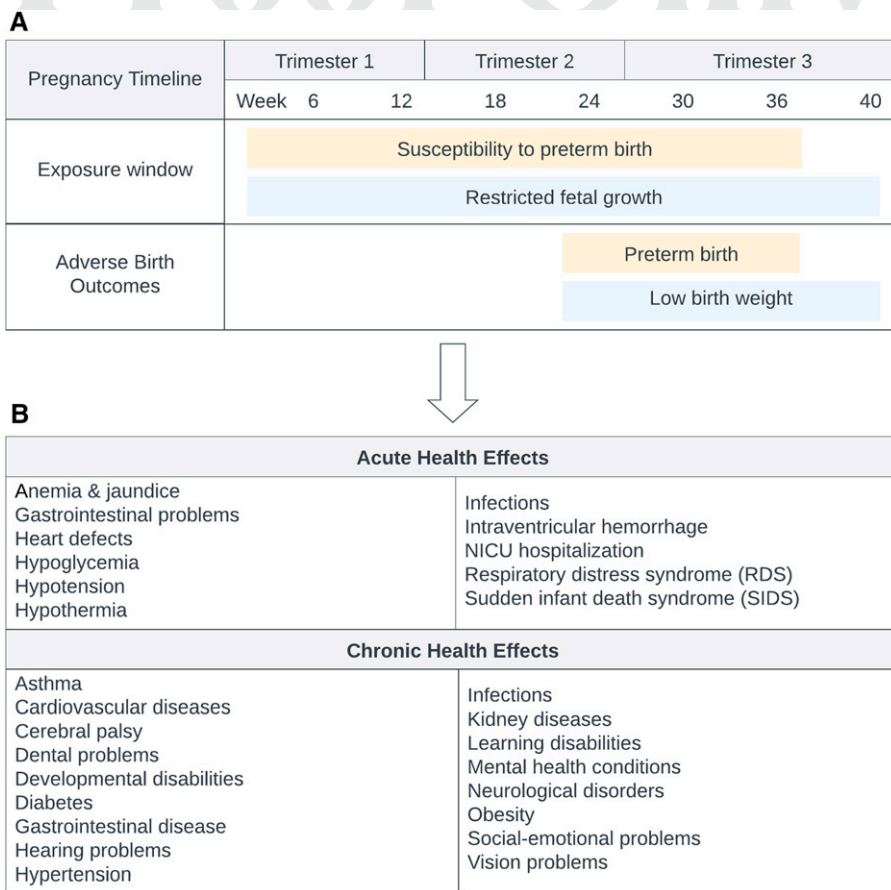 A
Pregnancy Timeline
Trimester 1
Trimester 2
Trimester 3
Week 6 12 18 24 30 36 40
Exposure window
Susceptibility to preterm birth
Restricted fetal growth
Adverse Birth
Outcomes
Preterm birth
Low birth weight
B
Acute Health Effects
Anemia & jaundice
Gastrointestinal problems
Heart defects
Hypoglycemia
Hypotension
Hypothermia
Infections
Intraventricular hemorrhage
NICU hospitalization
Respiratory distress syndrome (RDS)
Sudden infant death syndrome (SIDS)
Chronic Health Effects
Asthma
Cardiovascular diseases
Cerebral palsy
Dental problems
Developmental disabilities
Diabetes
Gastrointestinal disease
Hearing problems
Hypertension
Infections
Kidney diseases
Learning disabilities
Mental health conditions
Neurological disorders
Obesity
Social-emotional problems
Vision problems